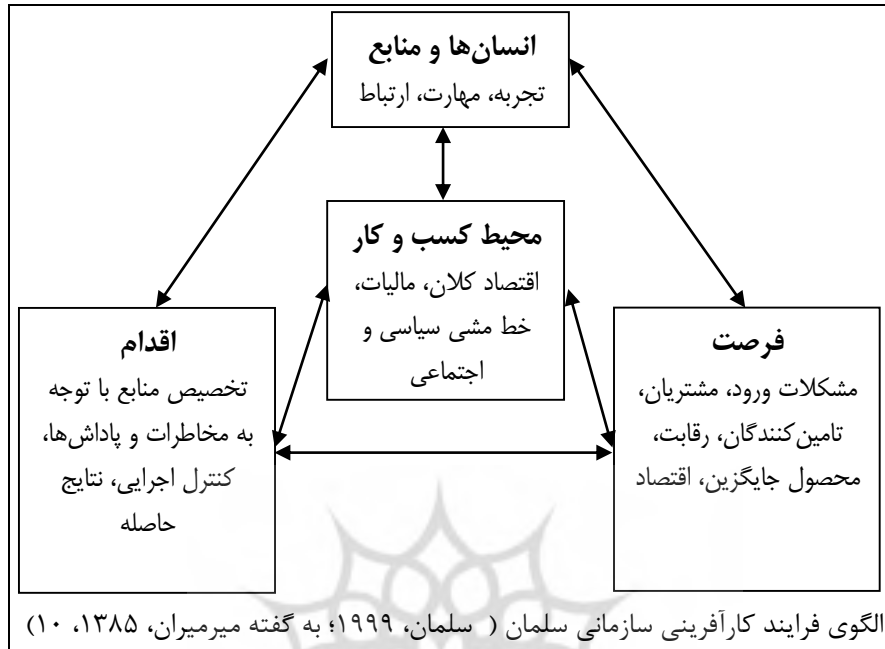 انسان‌ها و منابع
تجربه، مهارت، ارتباط
محیط کسب و کار
اقتصاد کلان، مالیات،
خط مشی سیاسی و
اجتماعی
فرصت
مشکلات ورود، مشتریان،
تامین‌کنندگان، رقابت،
محصول جایگزین، اقتصاد
اقدام
تخصیص منابع با توجه
به مخاطرات و پاداش‌ها،
کنترل اجرایی، نتایج
حاصله
الگوی فرایند کارآفرینی سازمانی سلمان ( سلمان، ۱۹۹۹؛ به گفته میرمیران، ۱۳۸۵، ۱۰)